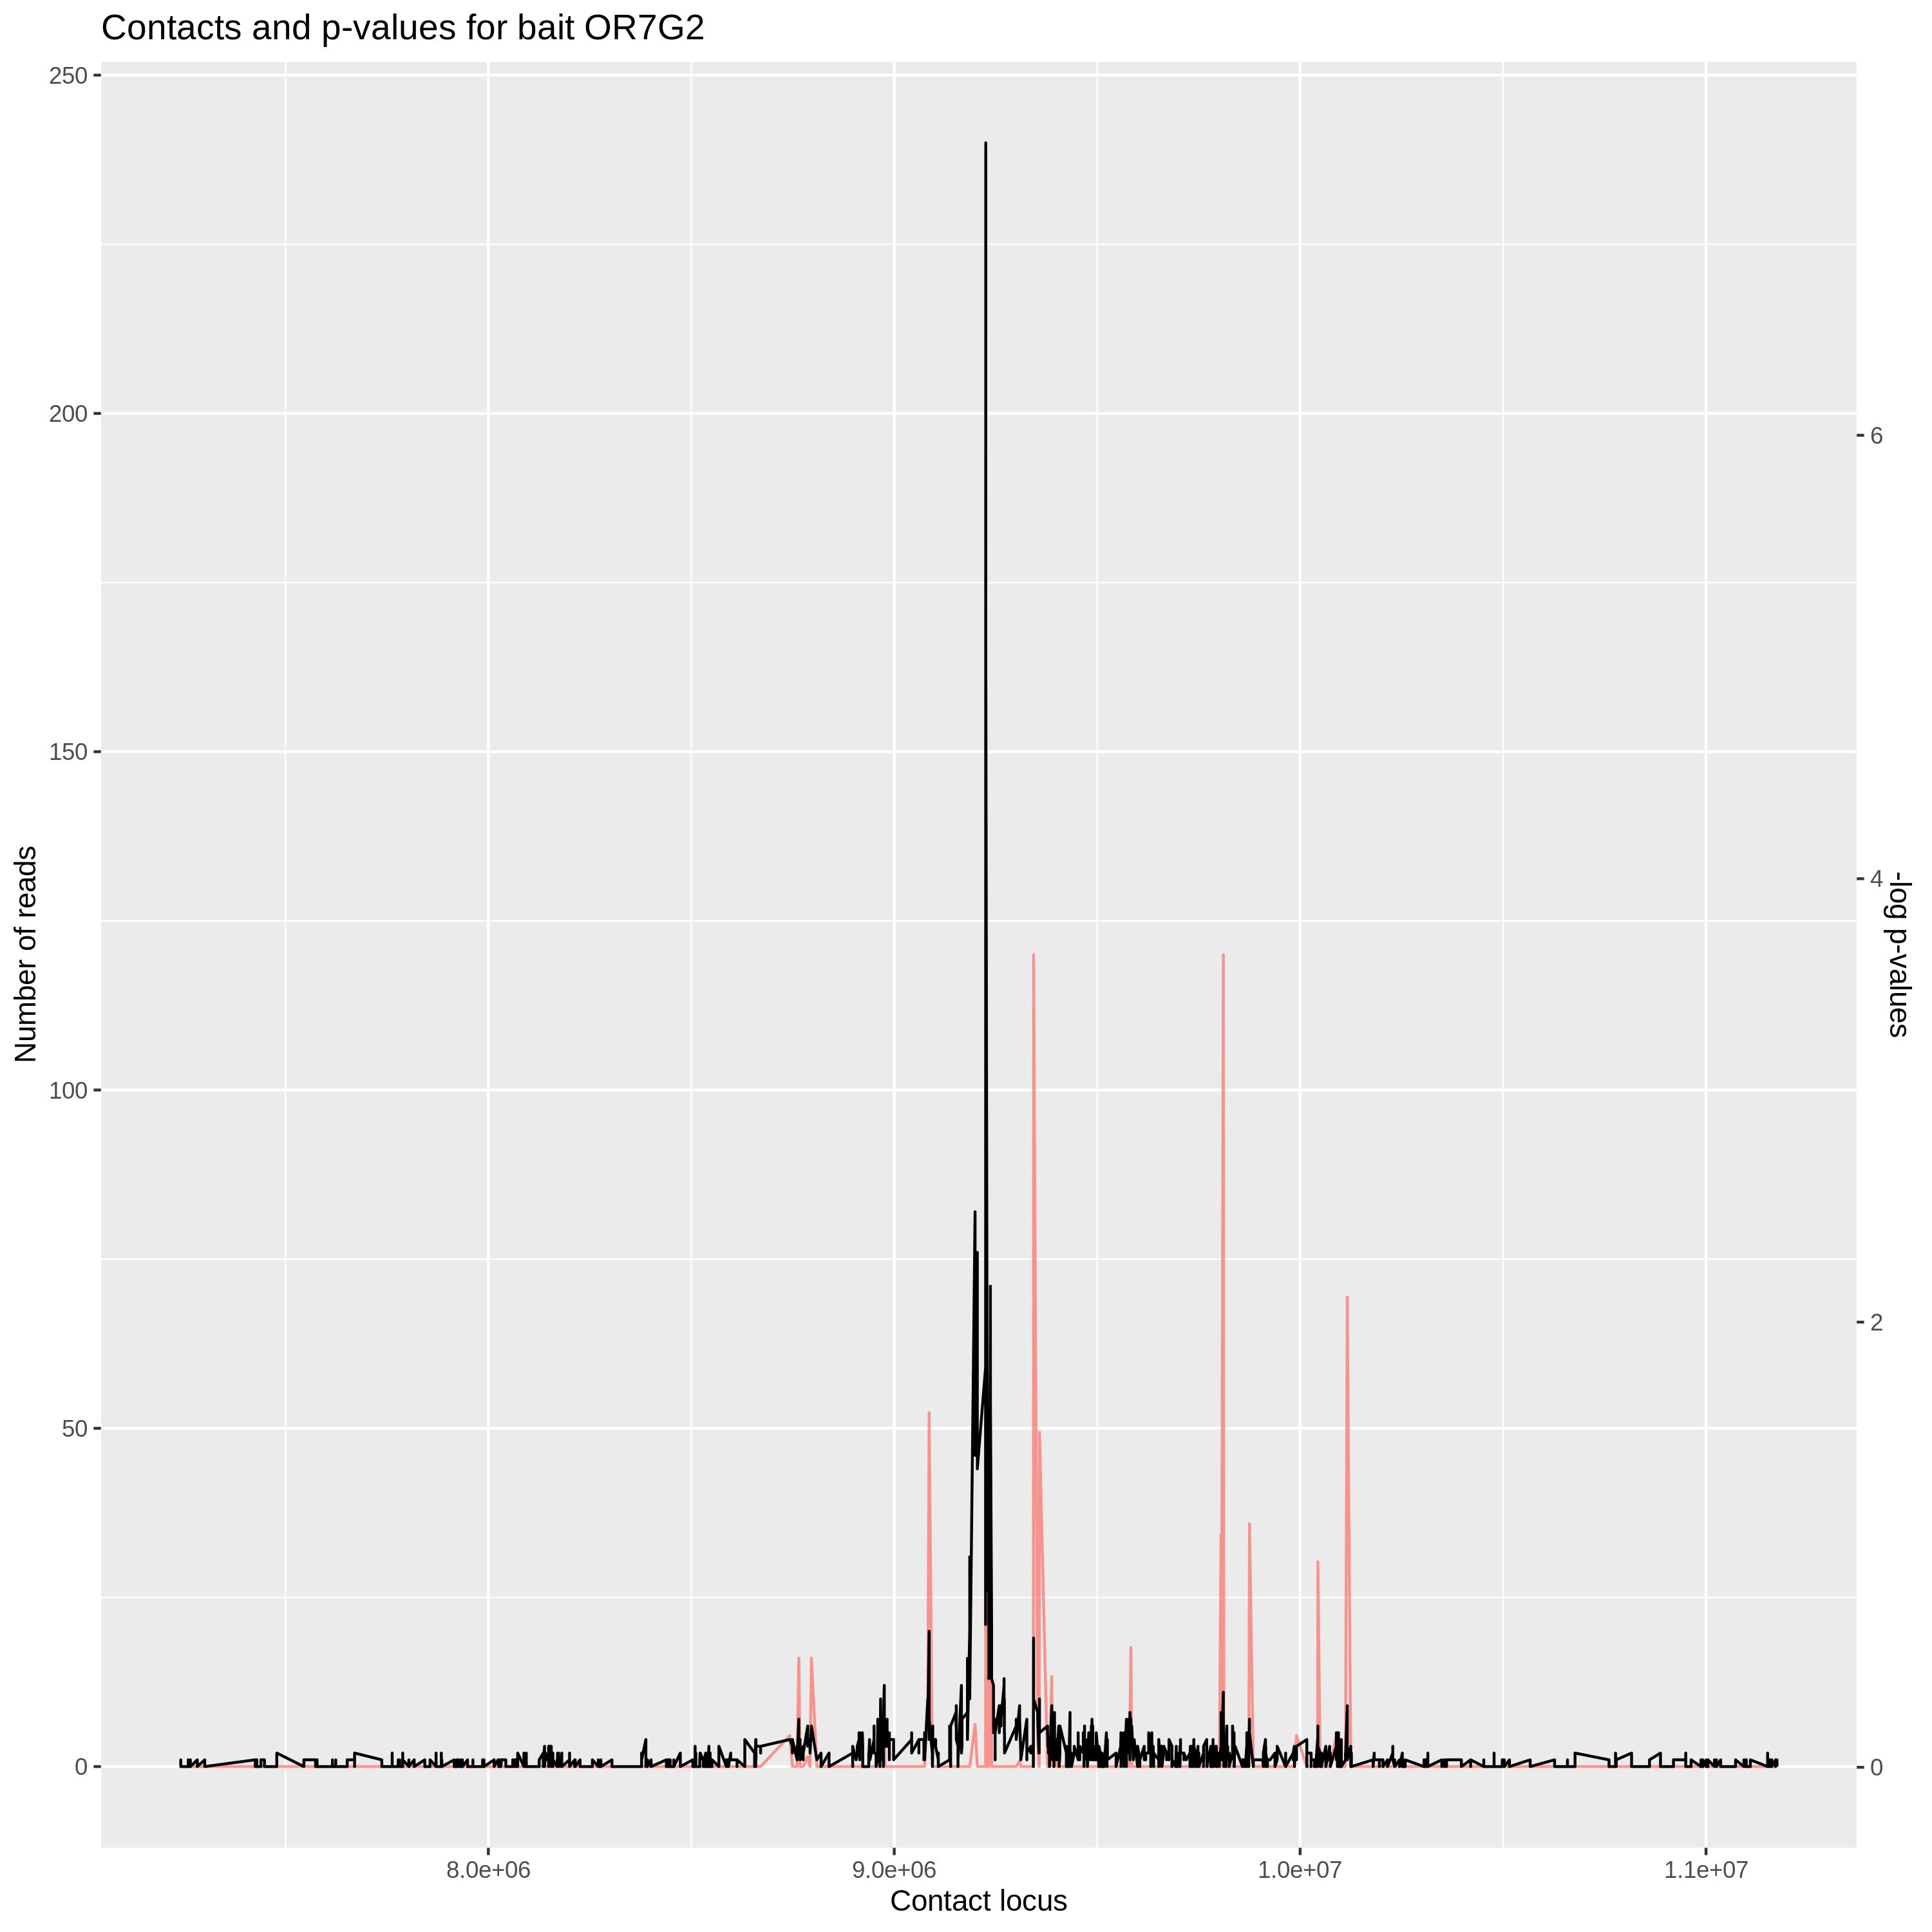 Contacts and p-values for bait OR7G2
250
200
150
100
50
0
Number of reads
6
4
2
0
-log p-values
8.0e+06
9.0e+06
1.0e+07
1.1e+07
Contact locus